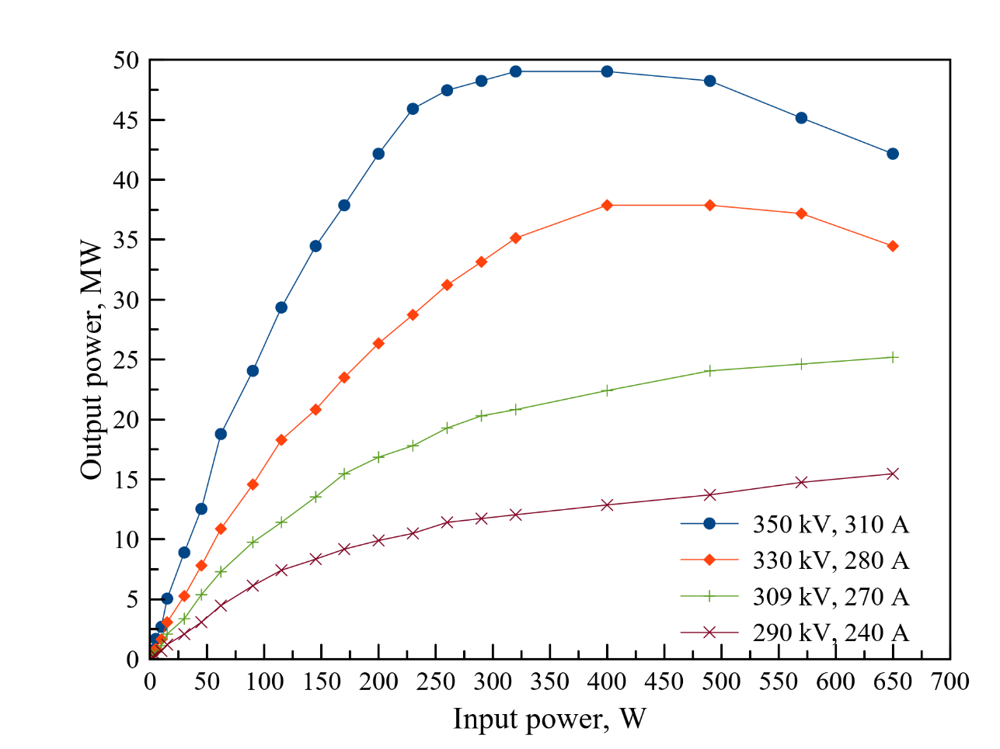 50
45
40
35
30
25
20
15
10
5
0
Output power, MW
350 kV, 310 A
330 kV, 280 A
309 kV, 270 A
290 kV, 240 A
0 50 100 150 200 250 300 350 400 450 500 550 600 650 700
Input power, W